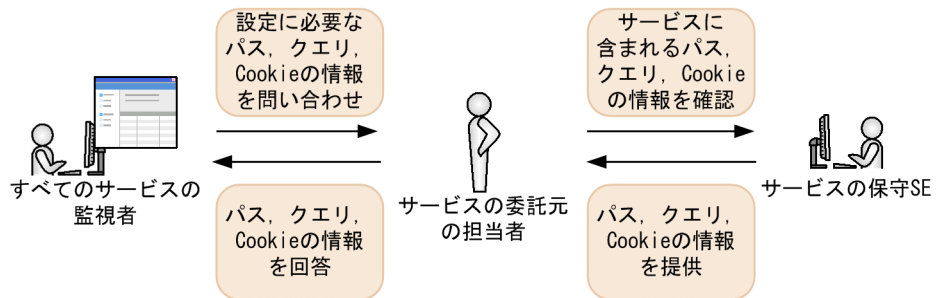 設定に必要な
パス，クエリ，
Cookieの情報
を問い合わせ
サービスに
含まれるパス，
クエリ，Cookie
の情報を確認
すべてのサービスの
監視者
サービスの委託元
の担当者
サービスの保守SE
パス，クエリ，
Cookieの情報
を回答
パス，クエリ，
Cookieの情報
を提供